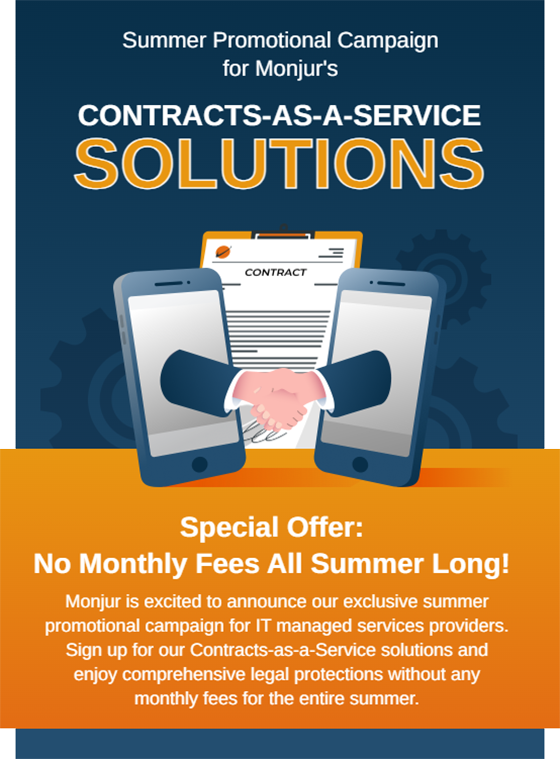 Summer Promotional Campaign
for Monjur's
CONTRACTS-AS-A-SERVICE
SOLUTIONS
CONTRACT
Special Offer:
No Monthly Fees All Summer Long!
Monjur is excited to announce our exclusive summer
promotional campaign for IT managed services providers.
Sign up for our Contracts-as-a-Service solutions and
enjoy comprehensive legal protections without any
monthly fees for the entire summer.